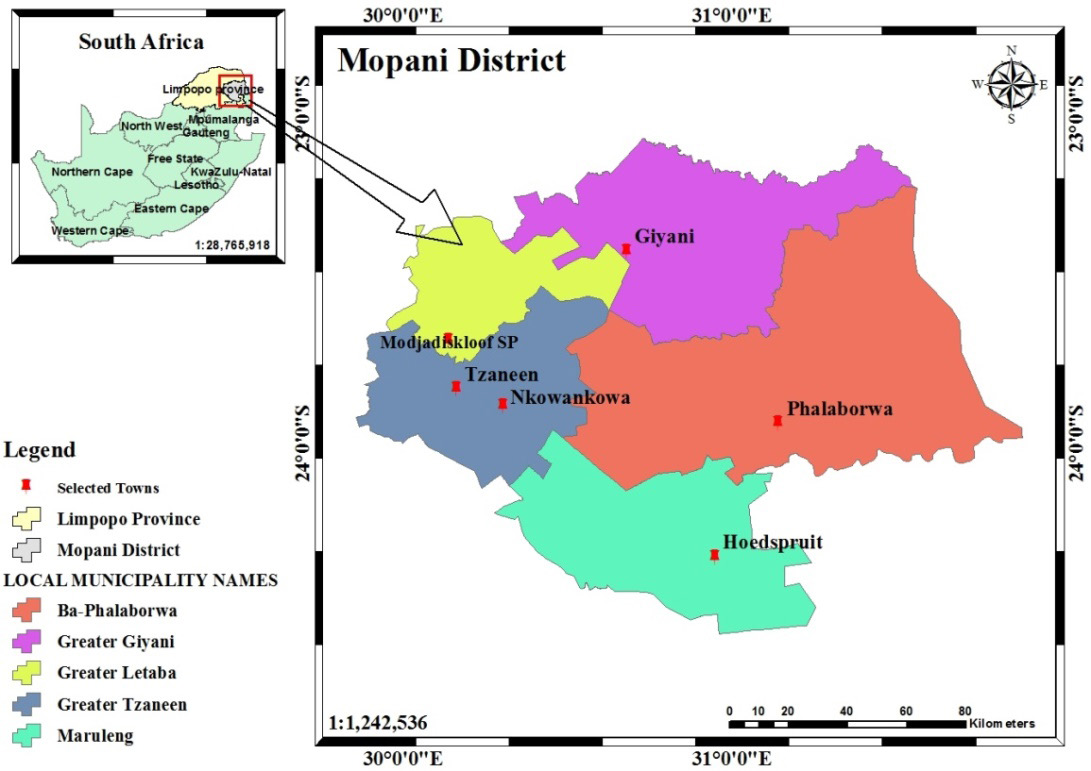 South Africa
Limpopo province
Mpumalanga
North West
Gauteng
Free State
Northern Cape
KwaZulu-Natal
Lesotho
Eastern Cape
Western Cape
1:28,765,918
30°0'0"E
31°0'0"E
Mopani District
N
W
E
S
23°0'0"S
23°0'0"S
Giyani
Modjadjskloof SP
Tzaneen
Nkowankowa
Phalaborwa
24°0'0"S
24°0'0"S
Hoedspruit
1:1,242,536
0 10 20 40 60 80
Kilometers
30°0'0"E
31°0'0"E
Legend
Selected Towns
Limpopo Province
Mopani District
LOCAL MUNICIPALITY NAMES
Ba-Phalaborwa
Greater Giyani
Greater Letaba
Greater Tzaneen
Maruleng